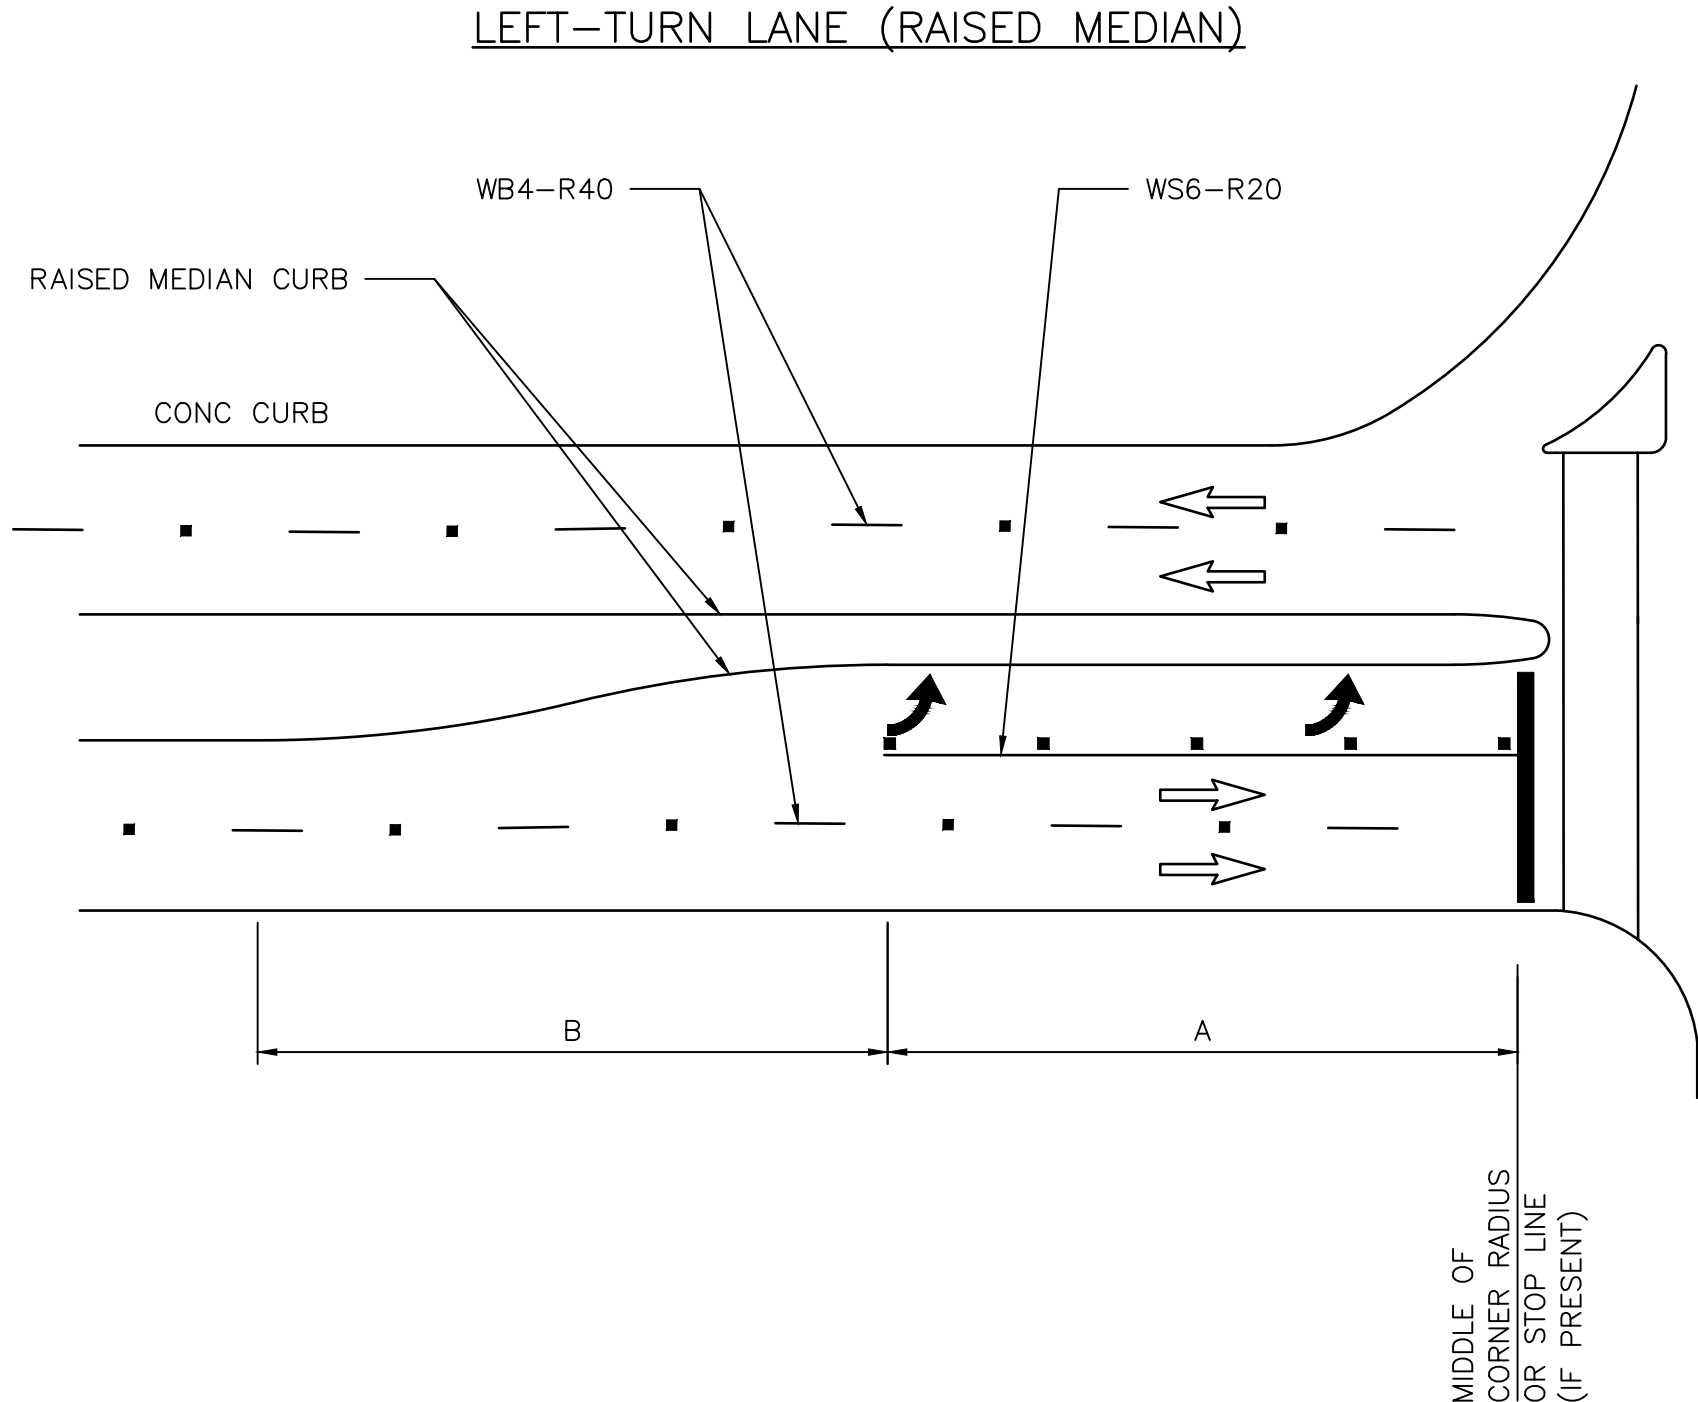 LEFT-TURN LANE (RAISED MEDIAN)
WB4-R40
WS6-R20
RAISED MEDIAN CURB
CONC CURB
B
A
MIDDLE OF
CORNER RADIUS
OR STOP LINE
(IF PRESENT)